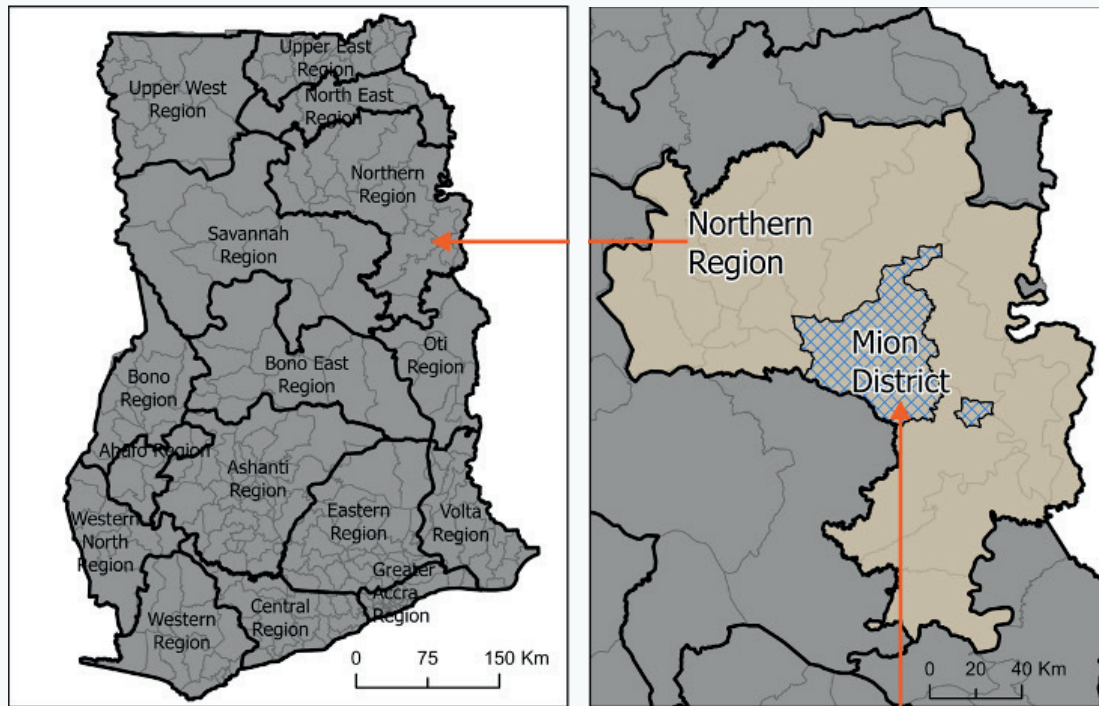 Upper East
Region
Upper West
Region
North East
Region
Northern
Region
Savannah
Region
Oti
Region
Bono East
Region
Bono
Region
Ahafo Region
Ashanti
Region
Eastern
Region
Volta
Region
Western
North
Region
Greater
Accra
Region
Central
Region
Western
Region
0 75 150 Km
Northern
Region
Mion
District
0 20 40 Km